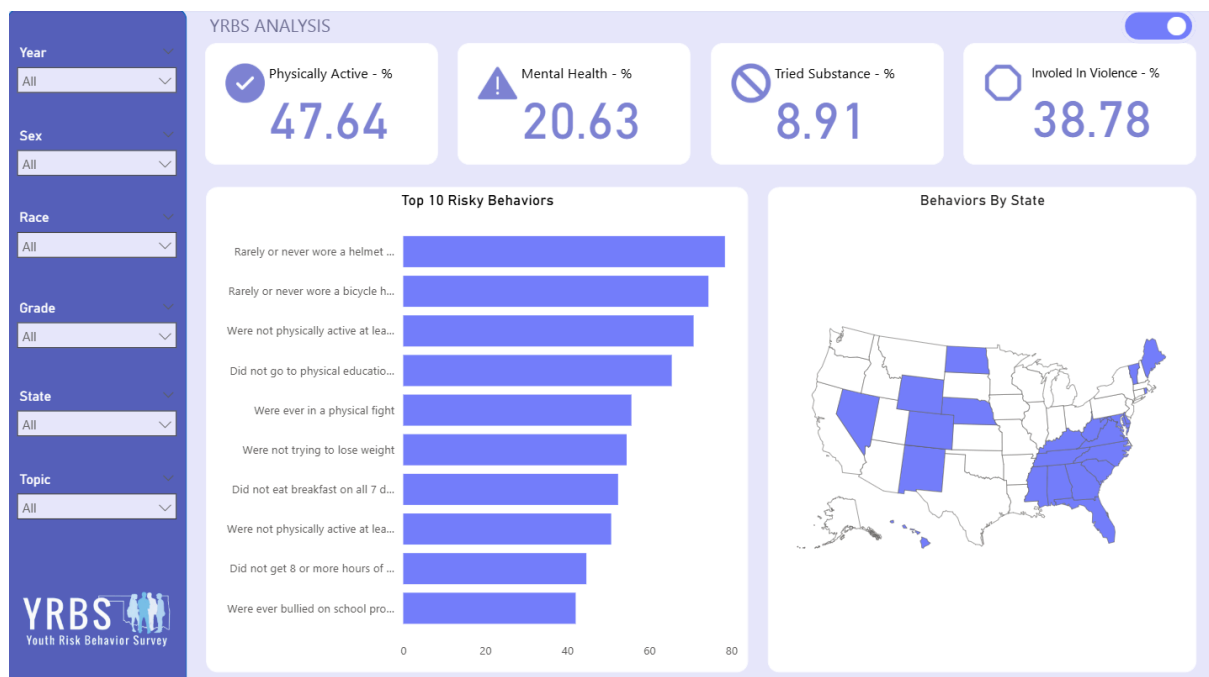 YRBS ANALYSIS
Year
All
Sex
All
Race
All
Grade
All
State
All
Topic
All
YRBS
Youth Risk Behavior Survey
Physically Active - %
47.64
Mental Health - %
20.63
Tried Substance - %
8.91
Involed In Violence - %
38.78
Top 10 Risky Behaviors
Rarely or never wore a helmet ...
Rarely or never wore a bicycle h...
Were not physically active at lea...
Did not go to physical educatio...
Were ever in a physical fight
Were not trying to lose weight
Did not eat breakfast on all 7 d...
Were not physically active at lea...
Did not get 8 or more hours of ...
Were ever bullied on school pro...
0 20 40 60 80
Behaviors By State